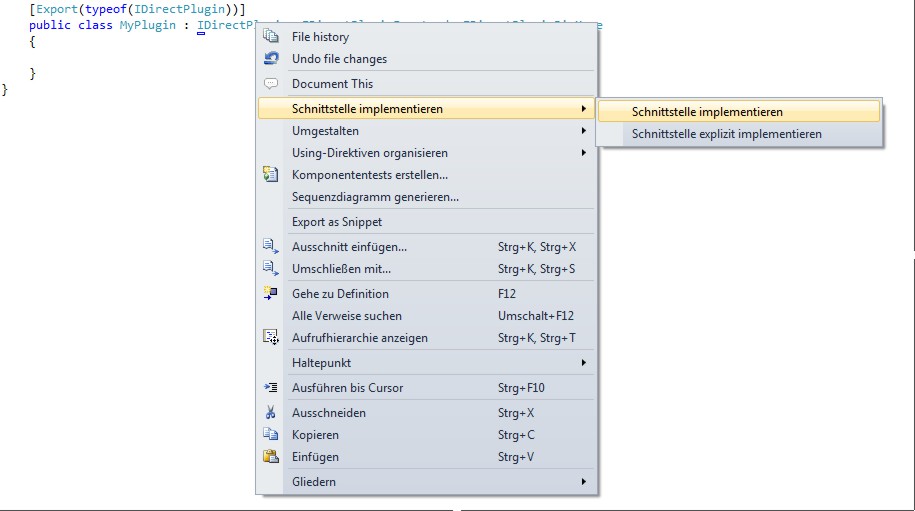 [Export(typeof(IDirectPlugin))]
public class MyPlugin :
{
}
}
File history
Undo file changes
Document This
Schnittstelle implementieren
Schnittstelle implementieren
Umgestalten
Schnittstelle explizit implementieren
Using-Direktiven organisieren
Komponententests erstellen...
Sequenzdiagramm generieren...
Export as Snippet
Ausschnitt einfügen... Strg+K, Strg+X
Umschließen mit... Strg+K, Strg+S
Gehe zu Definition F12
Alle Verweise suchen Umschalt+F12
Aufrufhierarchie anzeigen Strg+K, Strg+T
Haltepunkt
Ausführen bis Cursor Strg+F10
Ausschneiden Strg+X
Kopieren Strg+C
Einfügen Strg+V
Gliedern